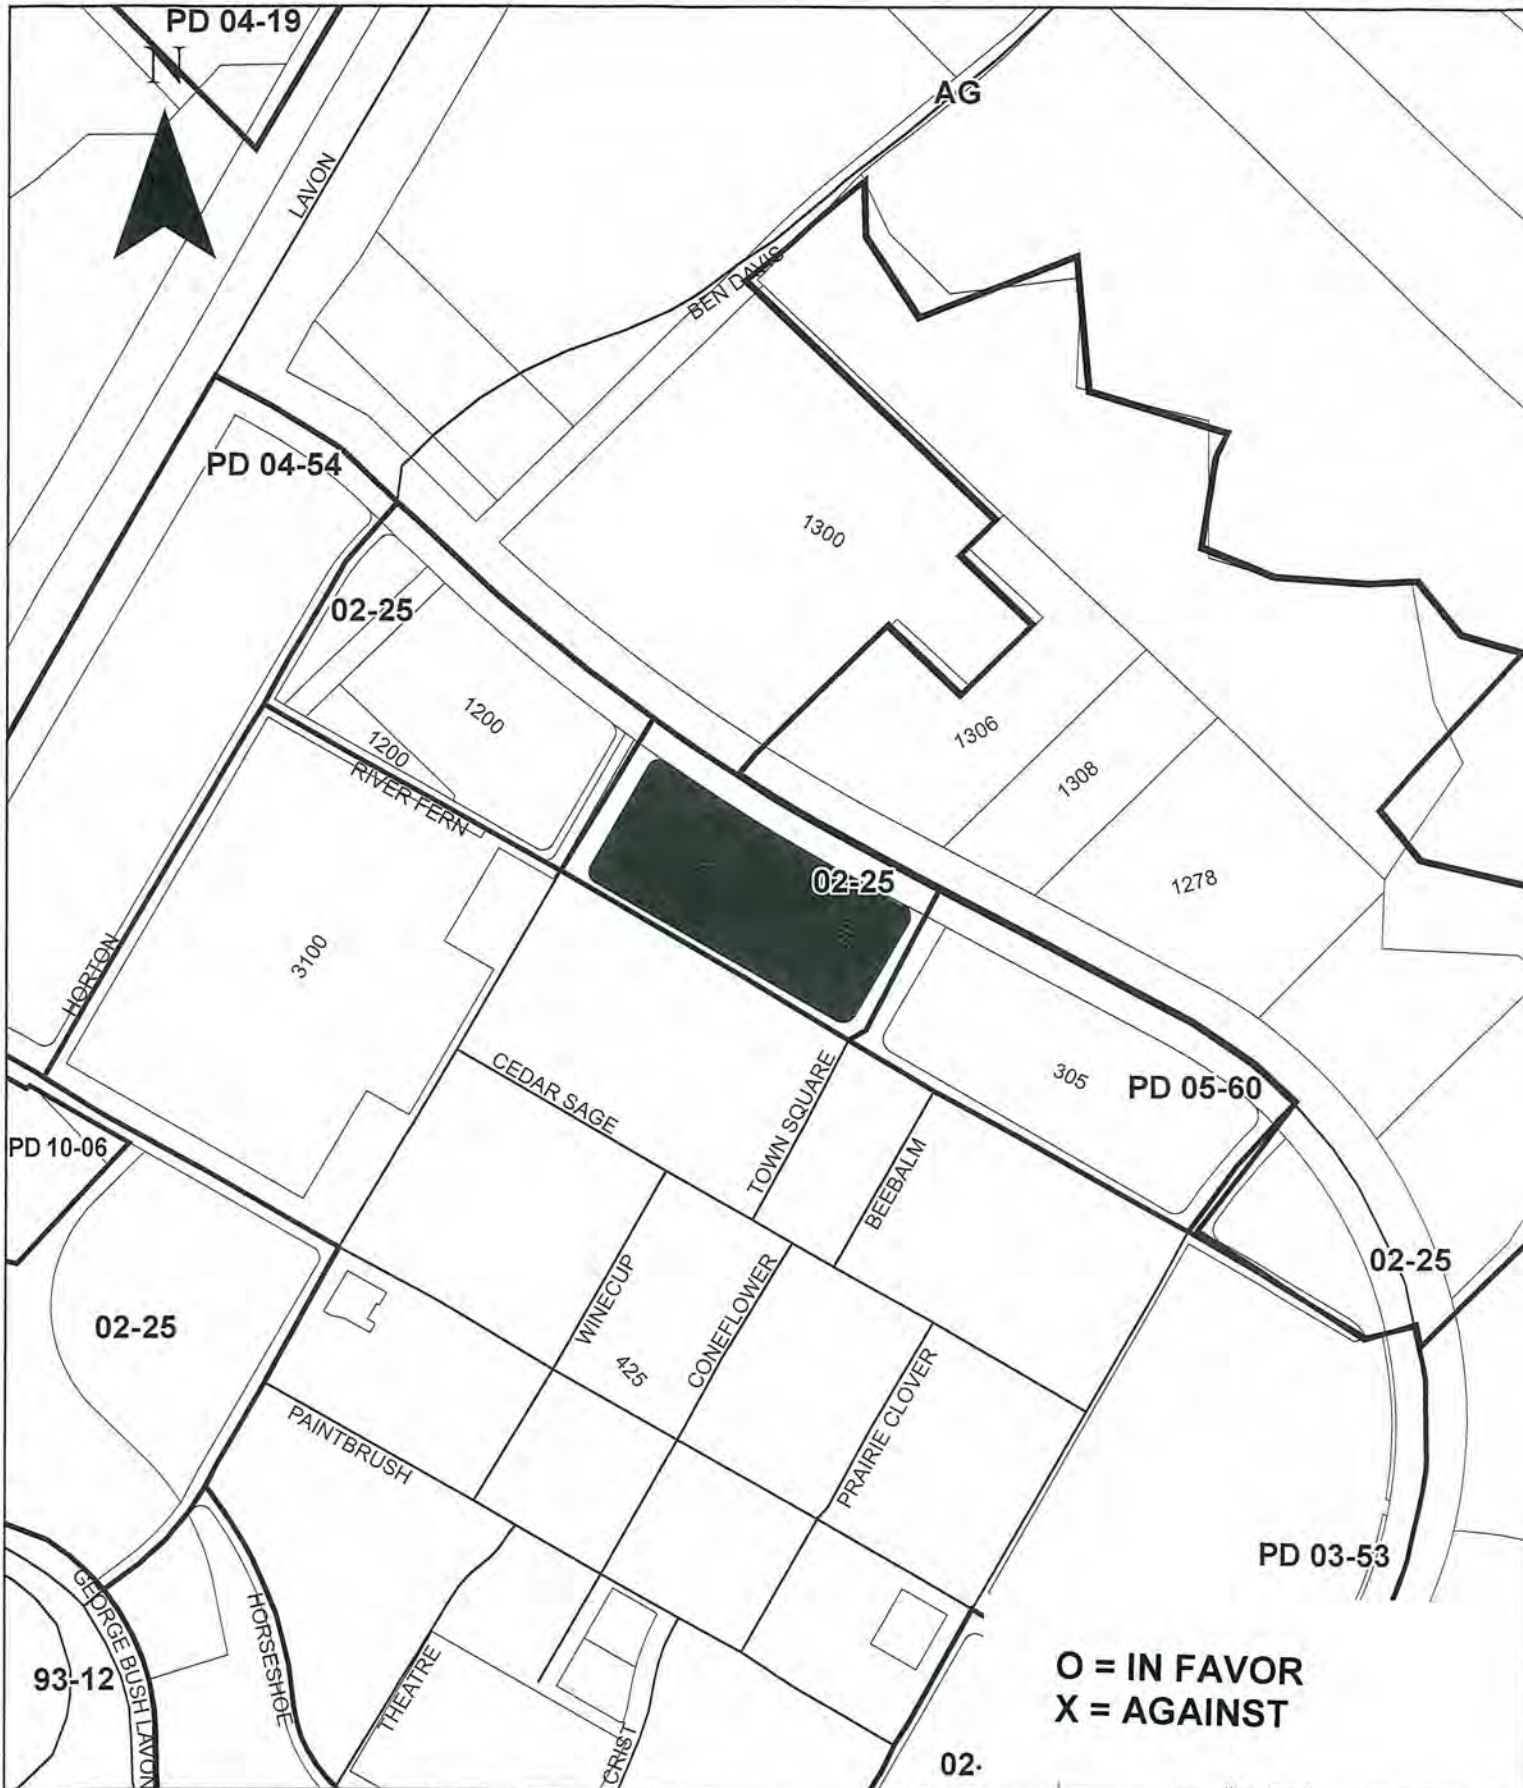 PD 04-19
N
AG
LAVON
BEN DAVIS
PD 04-54
1300
02-25
1200
1200
RIVER FERN
1306
1308
02-25
1278
3100
HORTON
305
PD 05-60
CEDAR SAGE
TOWN SQUARE
BEEBALM
PD 10-06
02-25
02-25
WINECUP
425
CONEFLOWER
PRAIRIE CLOVER
PAINTBRUSH
PD 03-53
GEORGE BUSH LAVON
HORSESHOE
93-12
THEATRE
CRIST
O = IN FAVOR
X = AGAINST
02-